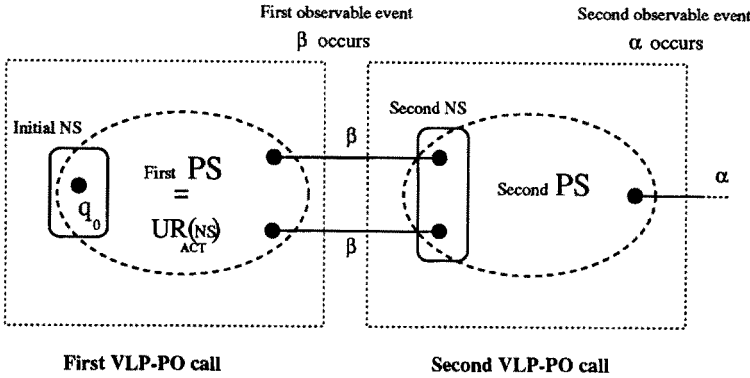 First observable event
β occurs
Second observable event
α occurs
Initial NS
q0
First PS
=
UR(NS)
ACT
β
β
Second NS
Second PS
α
First VLP-PO call
Second VLP-PO call